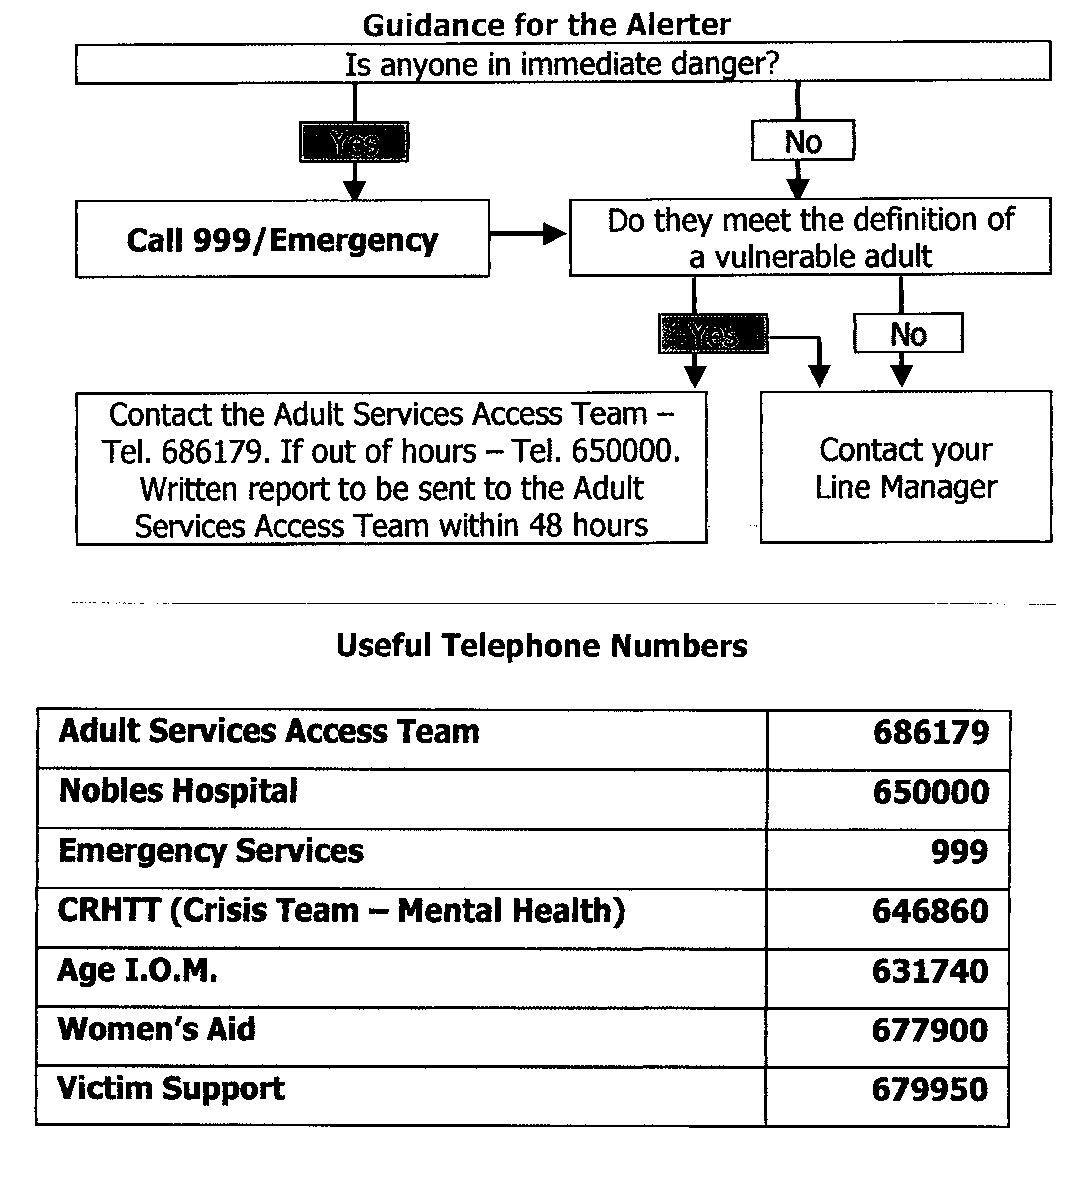 Guidance for the Alerter
Is anyone in immediate danger?
Yes
No
Call 999/Emergency
Do they meet the definition of
a vulnerable adult
Yes
No
Contact the Adult Services Access Team –
Tel. 686179. If out of hours – Tel. 650000.
Written report to be sent to the Adult
Services Access Team within 48 hours
Contact your
Line Manager
Useful Telephone Numbers
Adult Services Access Team 686179
Nobles Hospital 650000
Emergency Services 999
CRHTT (Crisis Team – Mental Health) 646860
Age I.O.M. 631740
Women's Aid 677900
Victim Support 679950